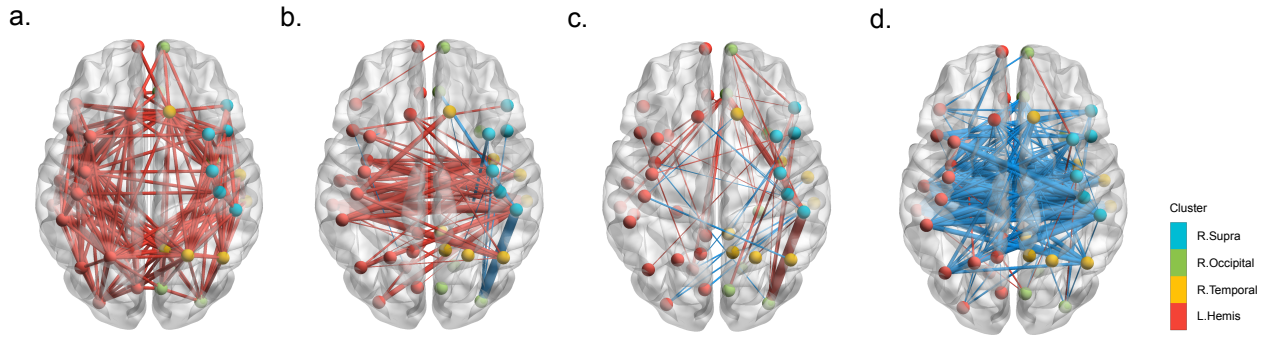 a.
b.
c.
d.
Cluster
R.Supra
R.Occipital
R.Temporal
L.Hemis